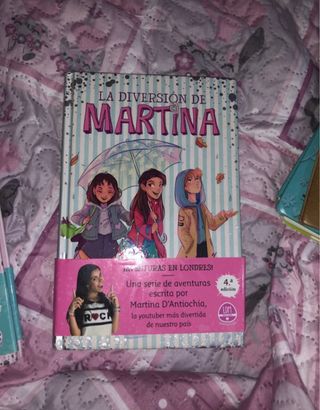 LA DIVERSIÓN DE
MARTINA
¡AVENTURAS EN LONDRES!
Una serie de aventuras
escrita por
Martina D'Antiochia,
la youtuber más divertida
de nuestro país
4.ª
edición
ROCK